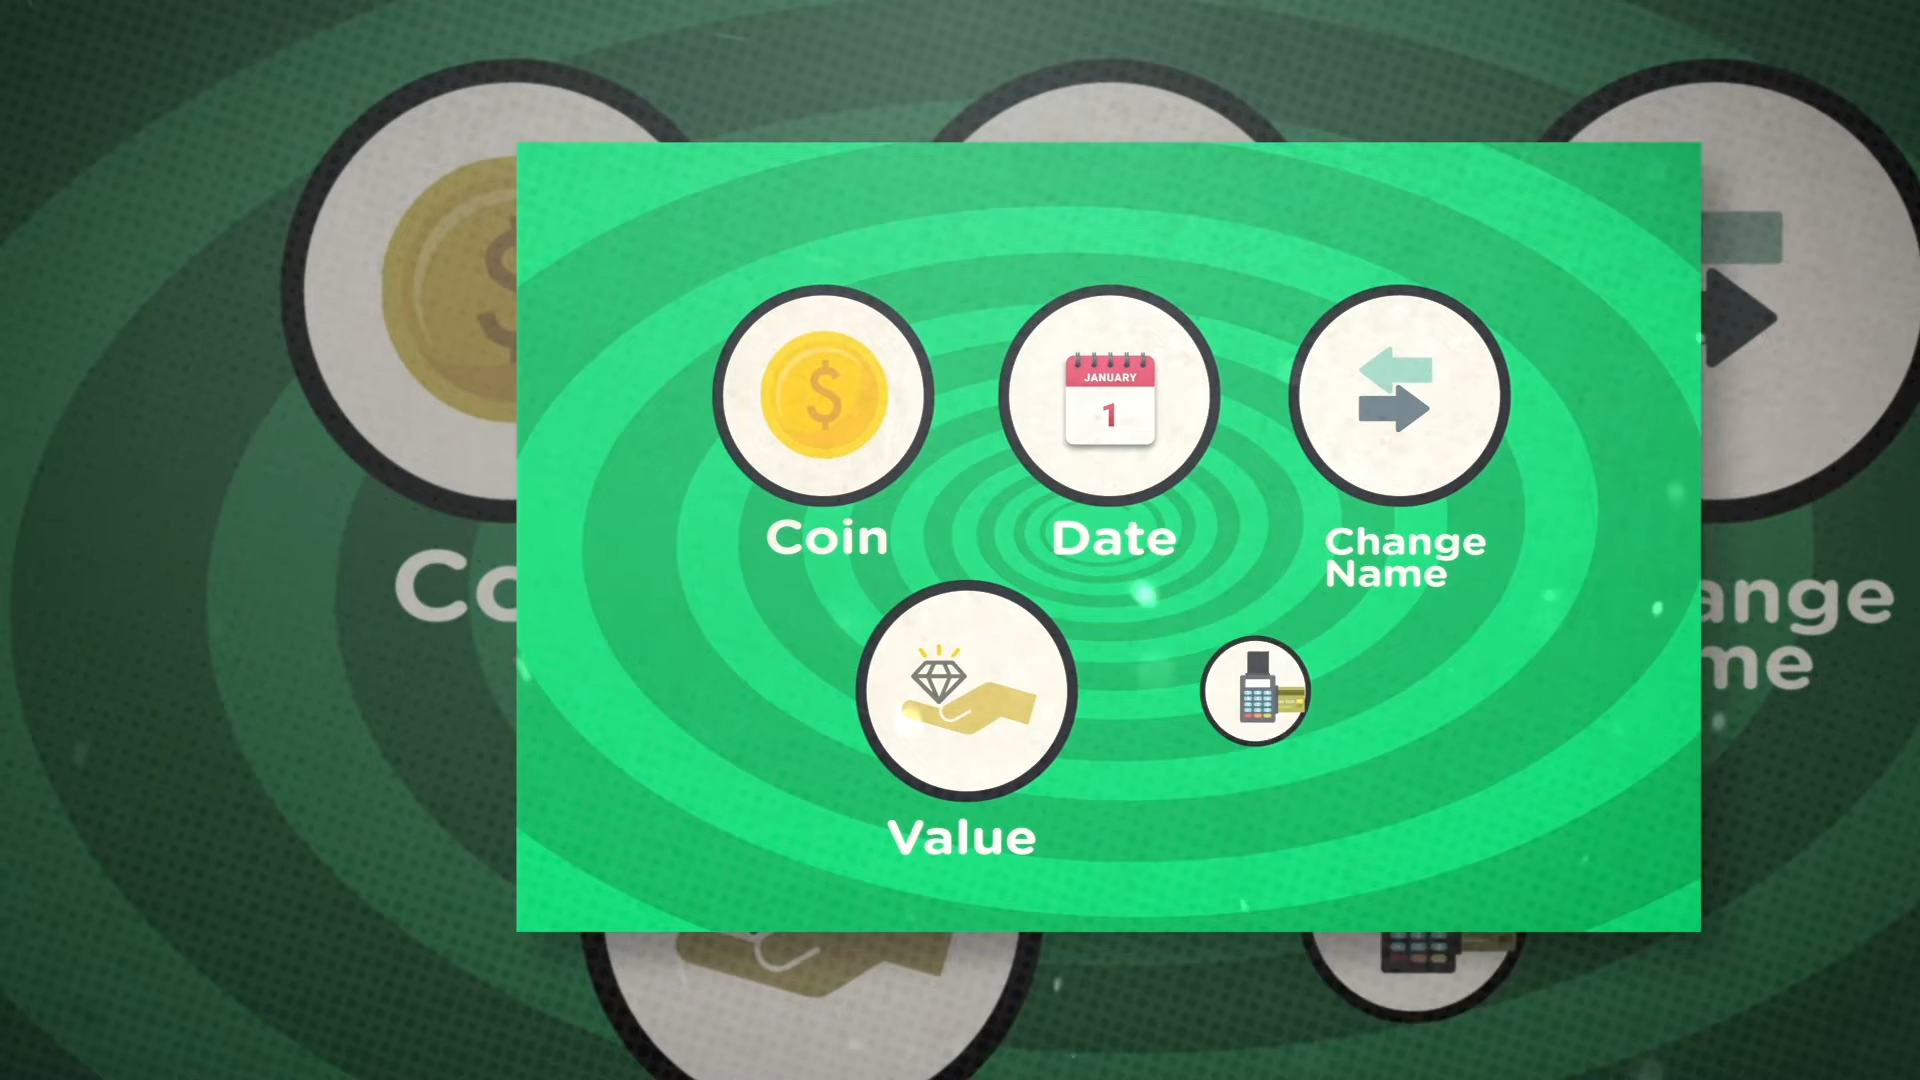 JANUARY
1
$
Coin
Date
Change
Name
Value
Co
ange
me